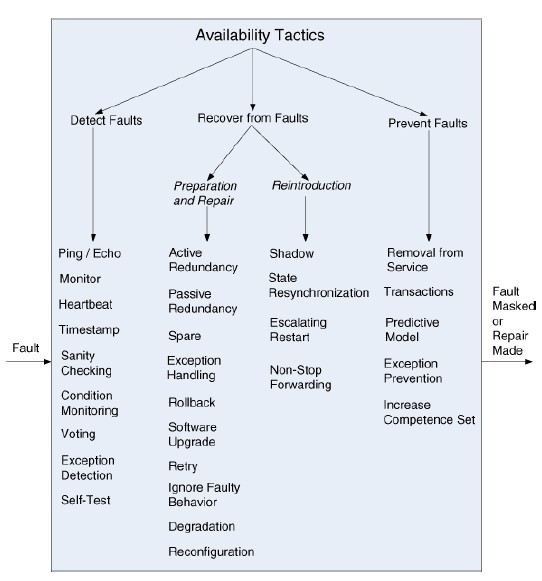 Availability Tactics
Detect Faults
Recover from Faults
Prevent Faults
Preparation
and Repair
Reintroduction
Fault
Ping / Echo
Monitor
Heartbeat
Timestamp
Sanity
Checking
Condition
Monitoring
Voting
Exception
Detection
Self-Test
Active
Redundancy
Passive
Redundancy
Spare
Exception
Handling
Rollback
Software
Upgrade
Retry
Ignore Faulty
Behavior
Degradation
Reconfiguration
Shadow
State
Resynchronization
Escalating
Restart
Non-Stop
Forwarding
Removal from
Service
Transactions
Predictive
Model
Exception
Prevention
Increase
Competence Set
Fault
Masked
or
Repair
Made